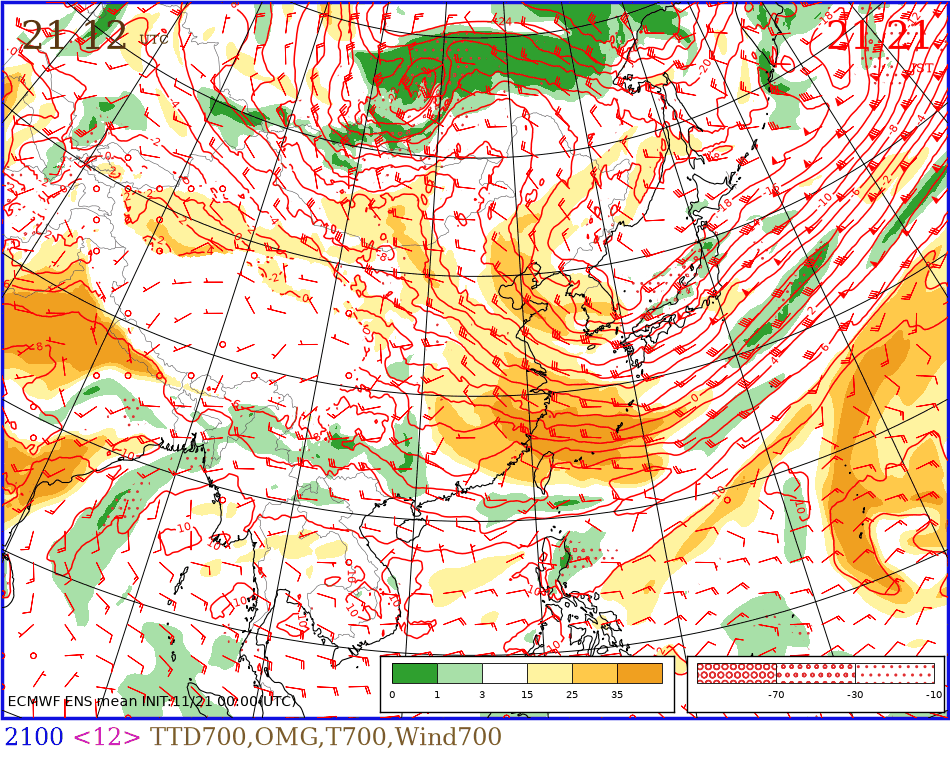 21.12 UTC
21.21 JST
0 1 3 15 25 35
-70 -30 -10
ECMWF ENS mean INIT:11/21 00:00(UTC)
2100 <12> TTD700,OMG,T700,Wind700